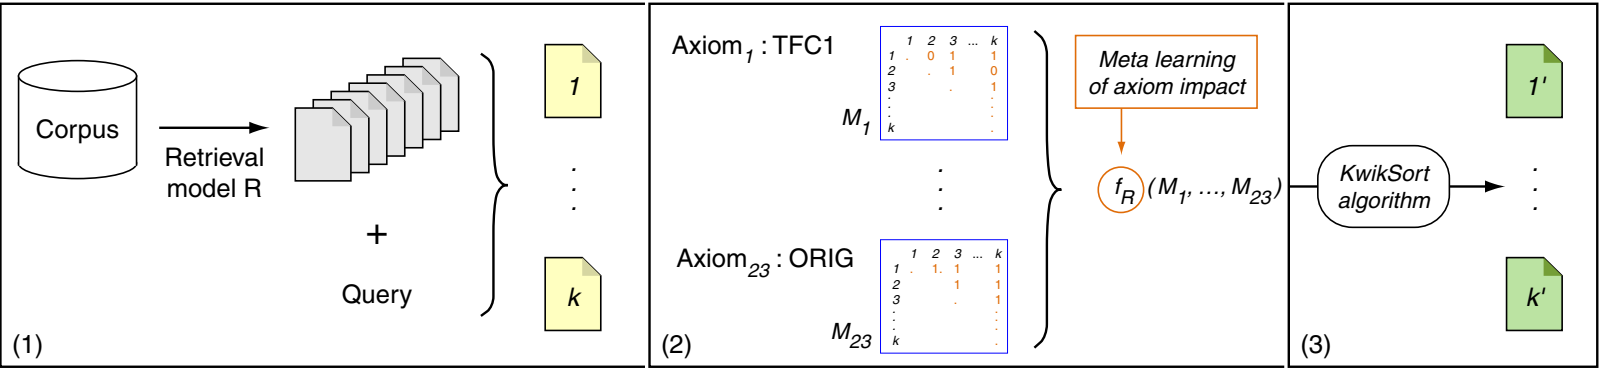 Corpus
Retrieval
model R
+
Query
1
.
.
.
k
(1)
Axiom1 : TFC1
1 2 3 ... k
1 . 0 1 1
2 . 1 0
3 . 1
.
.
.
k .
M1
.
.
.
Axiom23 : ORIG
1 2 3 ... k
1 . 1. 1 1
2 1 1
3 . 1
.
.
.
k .
M23
(2)
Meta learning
of axiom impact
fR (M1, ..., M23)
KwikSort
algorithm
1'
.
.
.
k'
(3)